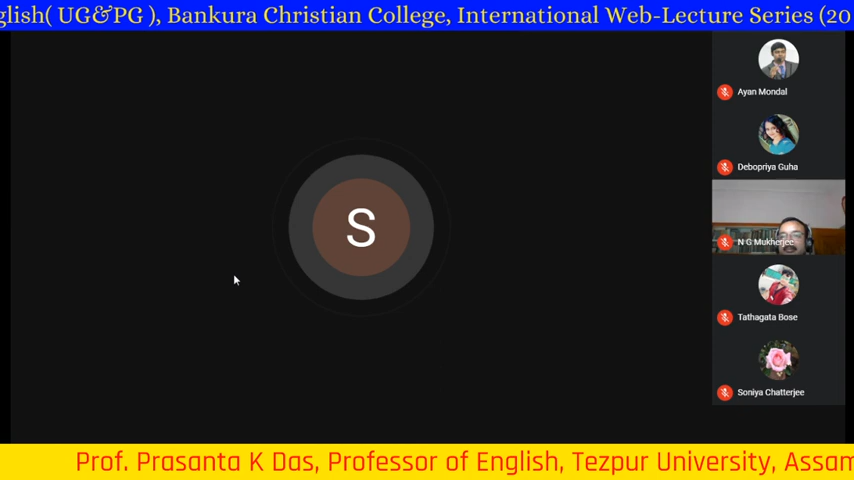 glish( UG&PG ), Bankura Christian College, International Web-Lecture Series (20
S
Ayan Mondal
Debopriya Guha
N G Mukherjee
Tathagata Bose
Soniya Chatterjee
Prof. Prasanta K Das, Professor of English, Tezpur University, Assam